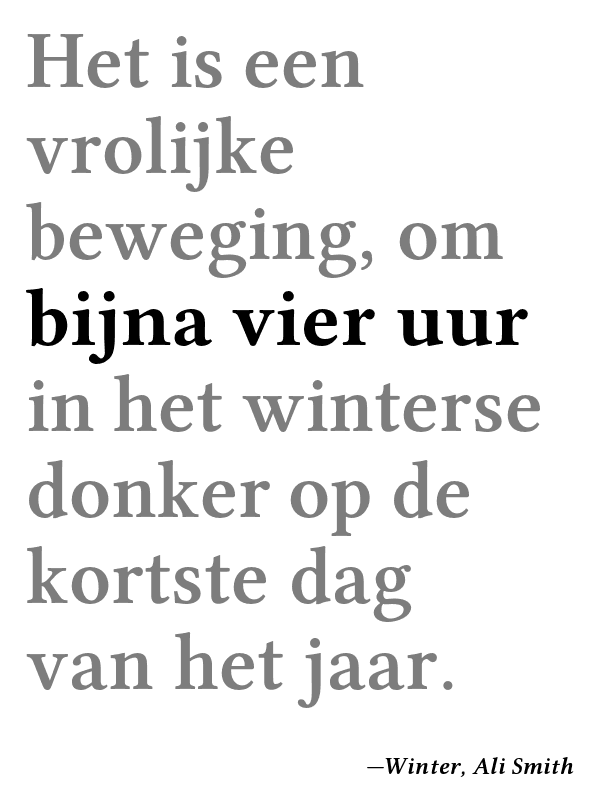 Het is een
vrolijke
beweging, om
bijna vier uur
in het winterse
donker op de
kortste dag
van het jaar.
—Winter, Ali Smith